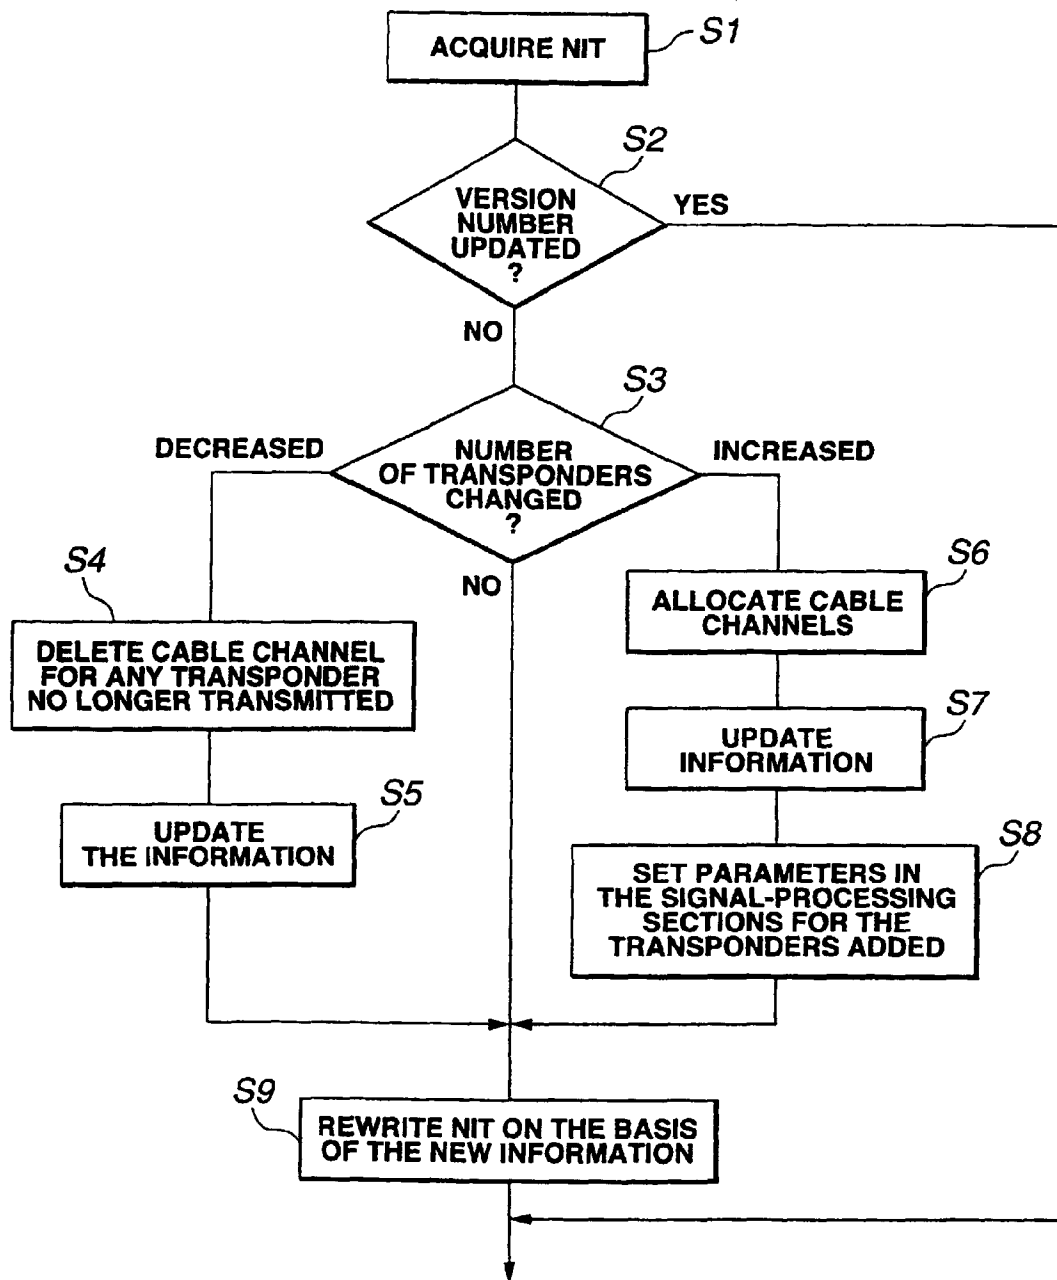 ACQUIRE NIT
S1
S2
VERSION
NUMBER
UPDATED
?
YES
NO
S3
DECREASED
NUMBER
OF TRANSPONDERS
CHANGED
?
INCREASED
NO
S4
DELETE CABLE CHANNEL
FOR ANY TRANSPONDER
NO LONGER TRANSMITTED
S5
UPDATE
THE INFORMATION
S6
ALLOCATE CABLE
CHANNELS
S7
UPDATE
INFORMATION
S8
SET PARAMETERS IN
THE SIGNAL-PROCESSING
SECTIONS FOR THE
TRANSPONDERS ADDED
S9
REWRITE NIT ON THE BASIS
OF THE NEW INFORMATION